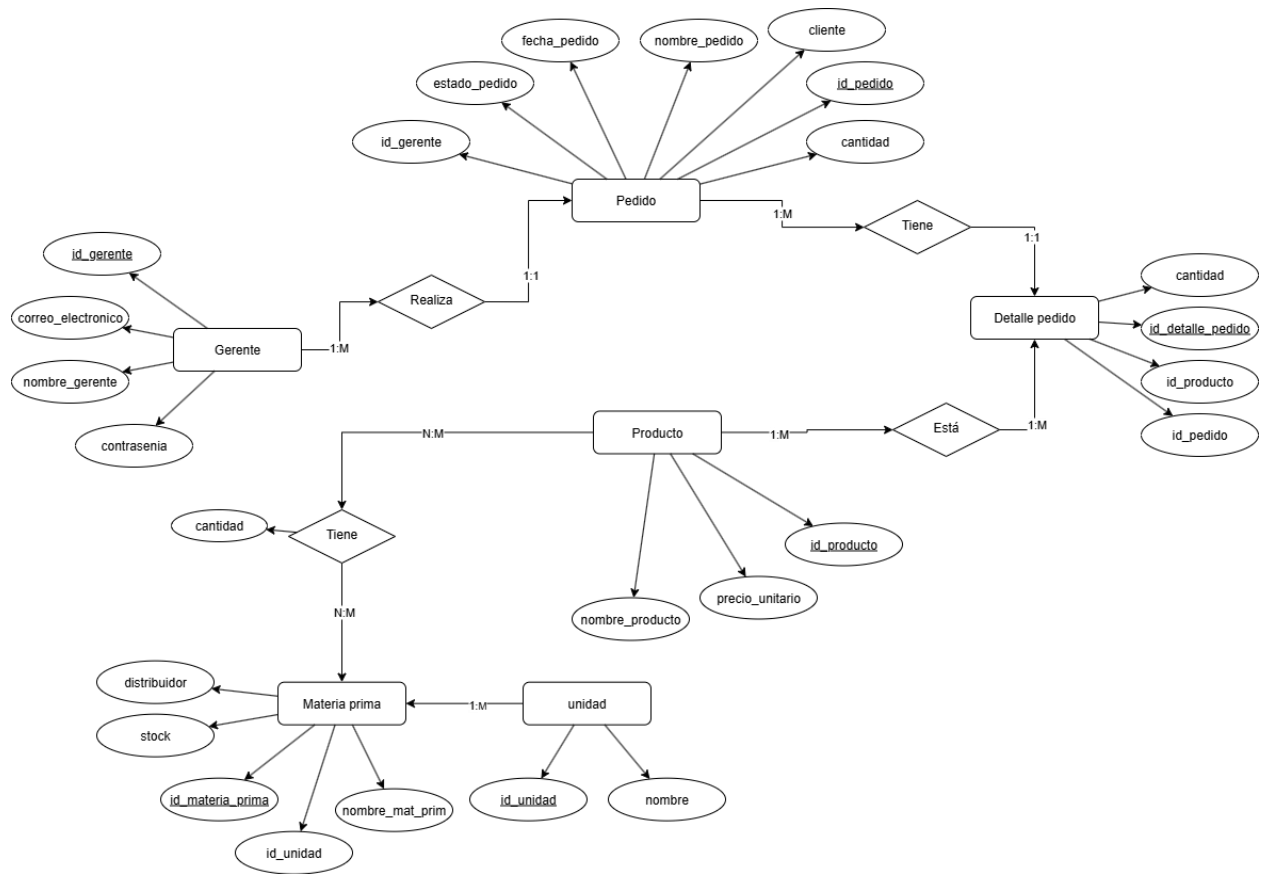 cliente
fecha_pedido
nombre_pedido
estado_pedido
id_pedido
id_gerente
cantidad
Pedido
1:M
Tiene
1:1
id_gerente
Realiza
1:1
cantidad
correo_electronico
Detalle pedido
id_detalle_pedido
Gerente
1:M
nombre_gerente
id_producto
contrasenia
N:M
Producto
1:M
Está
1:M
id_pedido
cantidad
Tiene
id_producto
precio_unitario
N:M
nombre_producto
distribuidor
Materia prima
1:M
unidad
stock
id_materia_prima
nombre_mat_prim
id_unidad
nombre
id_unidad